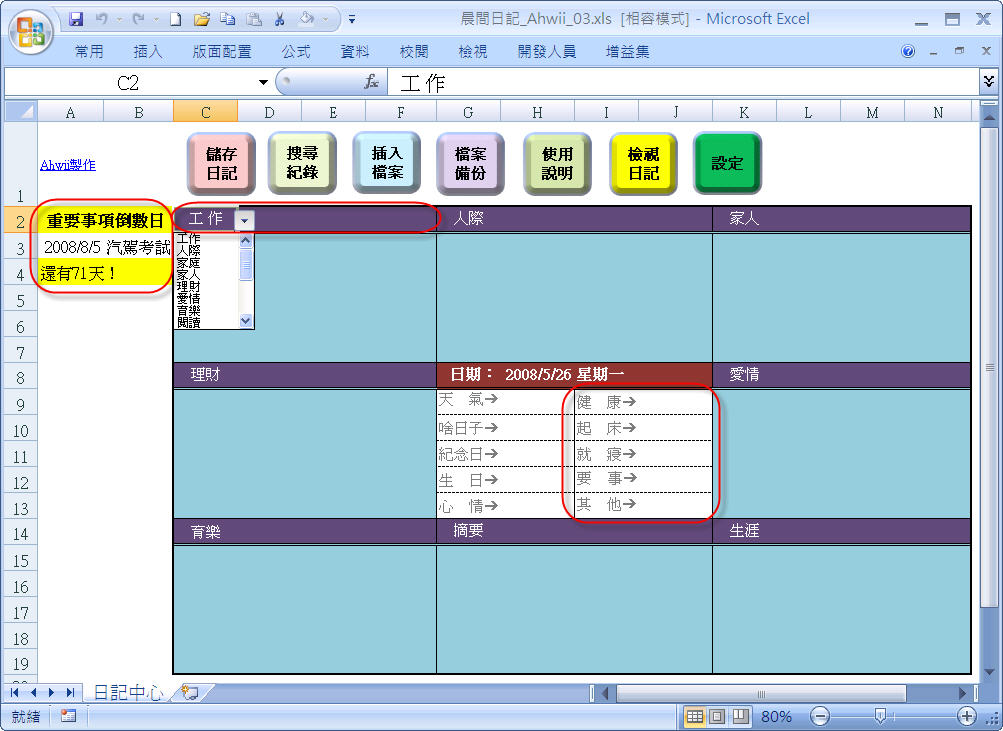 晨間日記_Ahwii_03.xls [相容模式] - Microsoft Excel
常用 插入 版面配置 公式 資料 校閱 檢視 開發人員 增益集
C2 fx 工作
A B C D E F G H I J K L M N
Ahwii製作
儲存日記 搜尋紀錄 插入檔案 檔案備份 使用說明 檢視日記 設定
1
2 重要事項倒數日 工作 人際 家人
3 2008/8/5 汽駕考試
4 還有71天！
工作
人際
家庭
家人
理財
愛情
音樂
閱讀
5
6
7
8 理財 日期： 2008/5/26 星期一 愛情
9 天 氣→ 健 康→
10 啥日子→ 起 床→
11 紀念日→ 就 寢→
12 生 日→ 要 事→
13 心 情→ 其 他→
14 育樂 摘要 生涯
15
16
17
18
19
日記中心
就緒 80%